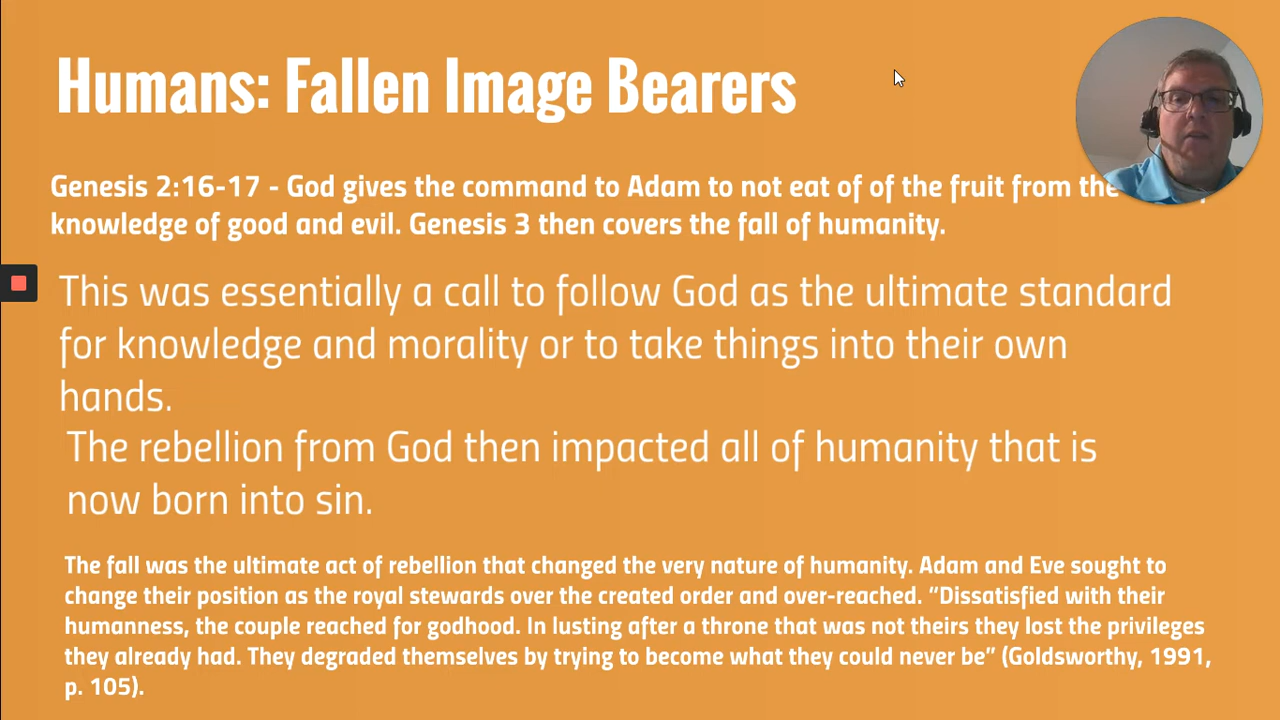 Humans: Fallen Image Bearers
Genesis 2:16-17 - God gives the command to Adam to not eat of of the fruit from the
knowledge of good and evil. Genesis 3 then covers the fall of humanity.
This was essentially a call to follow God as the ultimate standard
for knowledge and morality or to take things into their own
hands.
The rebellion from God then impacted all of humanity that is
now born into sin.
The fall was the ultimate act of rebellion that changed the very nature of humanity. Adam and Eve sought to
change their position as the royal stewards over the created order and over-reached. “Dissatisfied with their
humanness, the couple reached for godhood. In lusting after a throne that was not theirs they lost the privileges
they already had. They degraded themselves by trying to become what they could never be” (Goldsworthy, 1991,
p. 105).